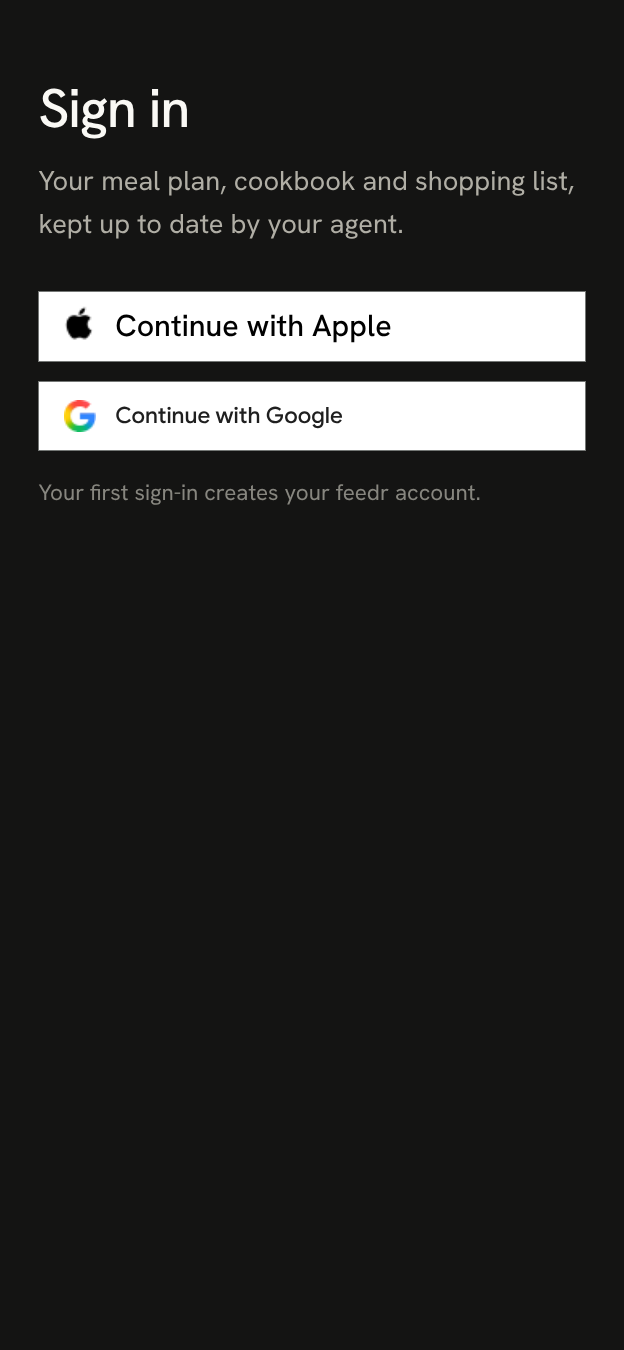 Sign in
Your meal plan, cookbook and shopping list,
kept up to date by your agent.
Continue with Apple
Continue with Google
Your first sign-in creates your feedr account.